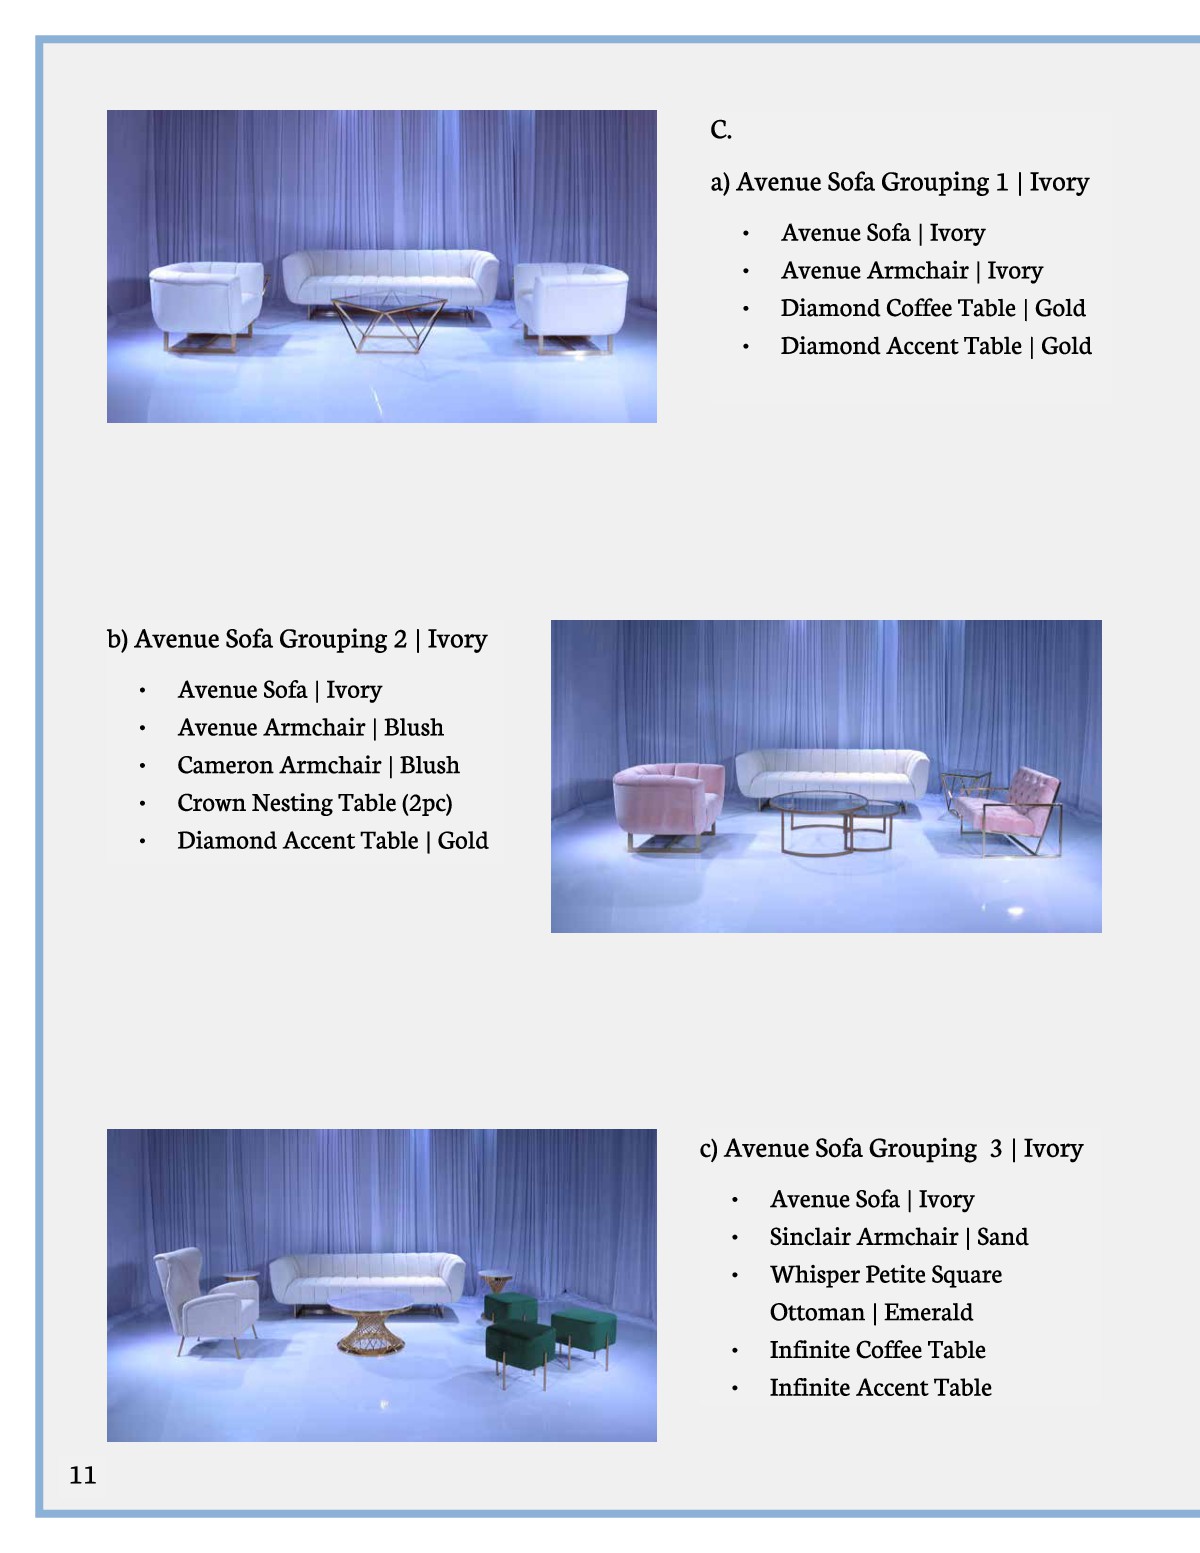 C.
a) Avenue Sofa Grouping 1 | Ivory
• Avenue Sofa | Ivory
• Avenue Armchair | Ivory
• Diamond Coffee Table | Gold
• Diamond Accent Table | Gold
b) Avenue Sofa Grouping 2 | Ivory
• Avenue Sofa | Ivory
• Avenue Armchair | Blush
• Cameron Armchair | Blush
• Crown Nesting Table (2pc)
• Diamond Accent Table | Gold
c) Avenue Sofa Grouping 3 | Ivory
• Avenue Sofa | Ivory
• Sinclair Armchair | Sand
• Whisper Petite Square
Ottoman | Emerald
• Infinite Coffee Table
• Infinite Accent Table
11